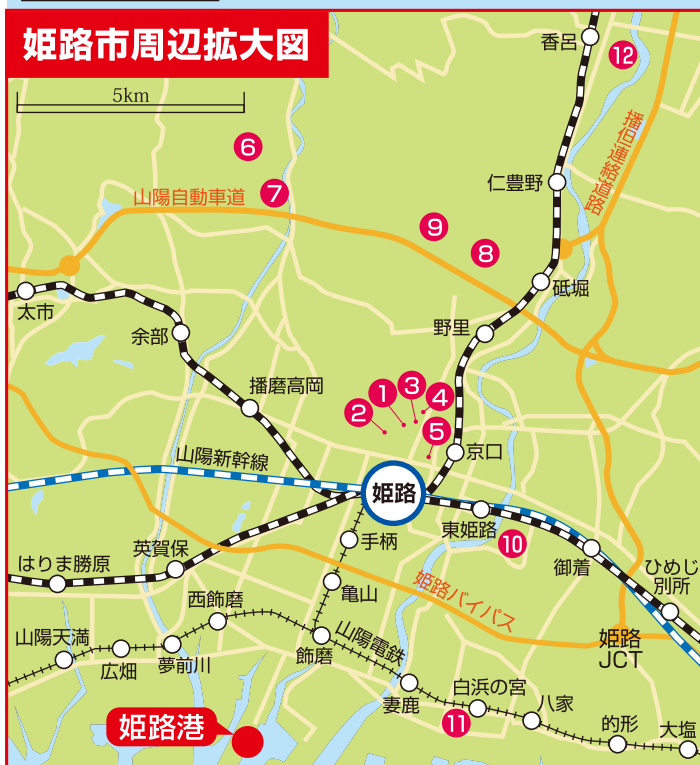 姫路市周辺拡大図
香呂
12
5km
播但連絡道路
6
仁豊野
7
山陽自動車道
9
8
太市
砥堀
余部
野里
播磨高岡
1
3
4
2
5
京口
山陽新幹線
姫路
東姫路
10
手柄
御着
はりま勝原
英賀保
ひめじ
別所
亀山
姫路バイパス
西飾磨
山陽天満
広畑
夢前川
飾磨
山陽電鉄
姫路
JCT
妻鹿
白浜の宮
11
八家
的形
大塩
姫路港